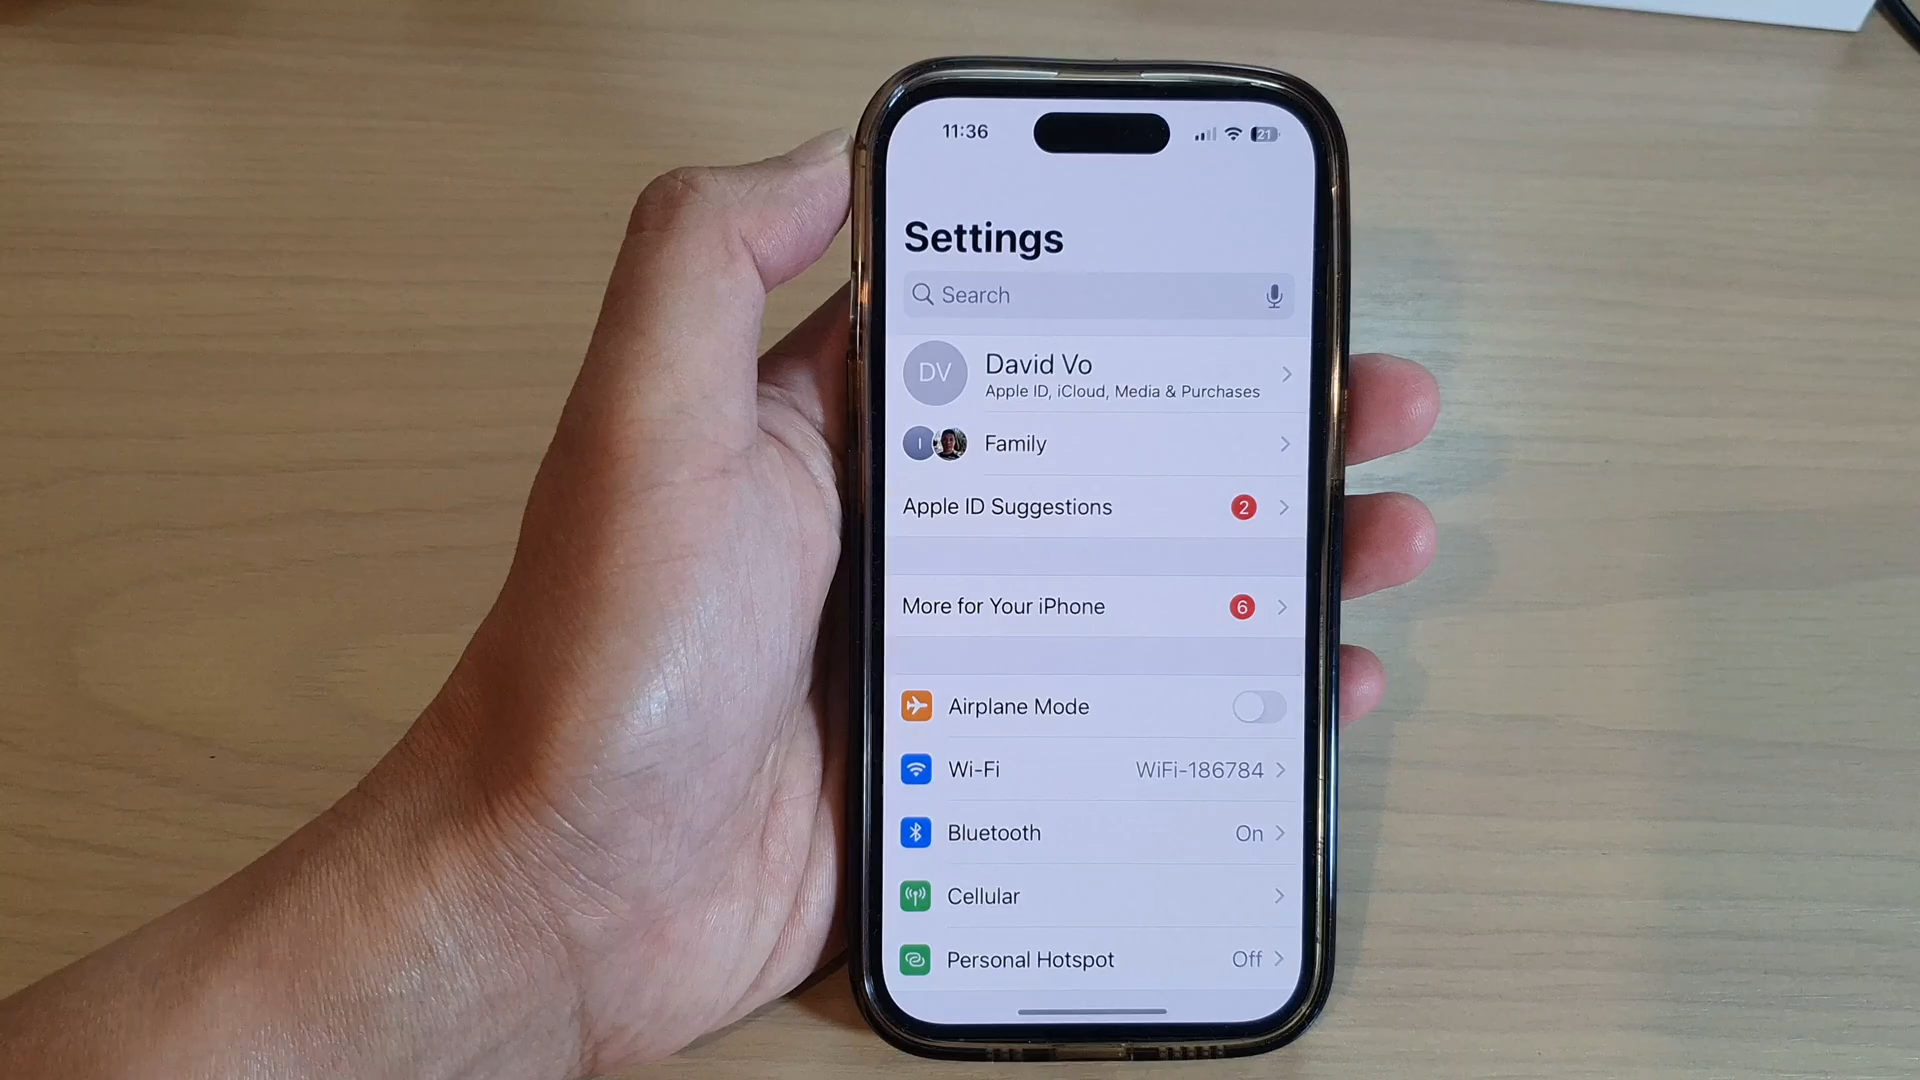 11:36
21
Settings
Search
DV
David Vo
Apple ID, iCloud, Media & Purchases
I
Family
Apple ID Suggestions 2
More for Your iPhone 6
Airplane Mode
Wi-Fi WiFi-186784
Bluetooth On
Cellular
Personal Hotspot Off